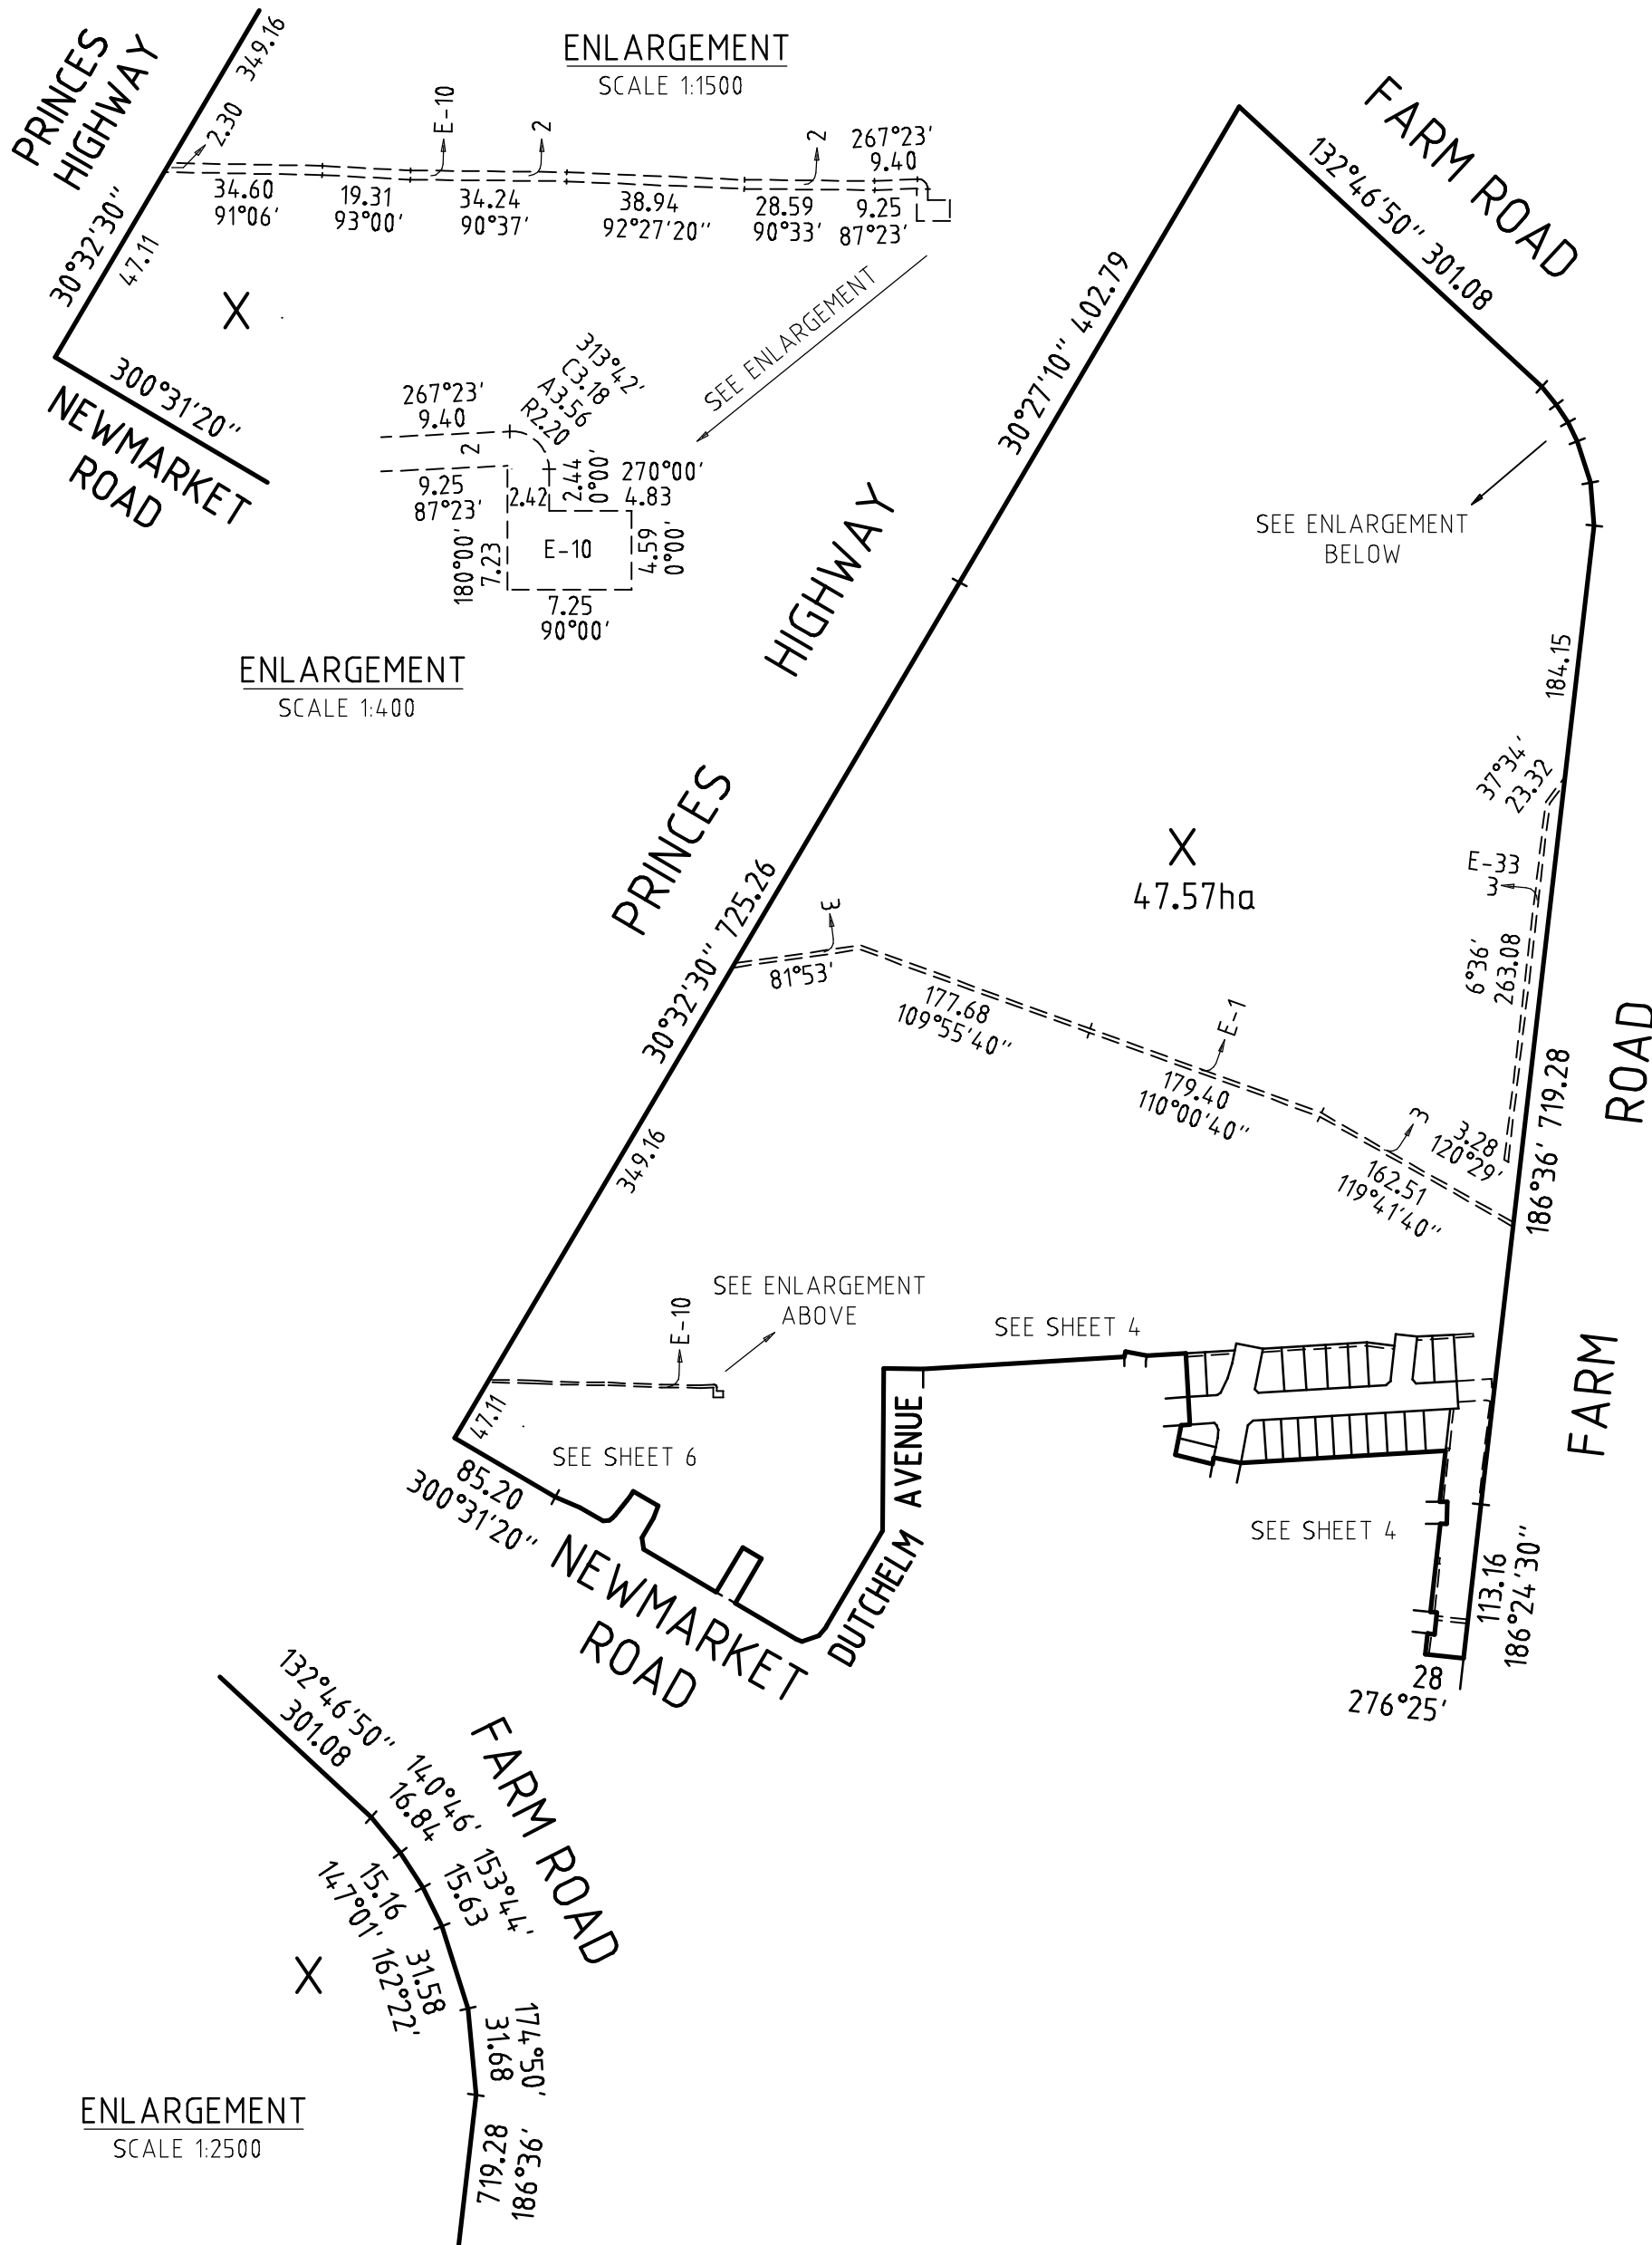 ENLARGEMENT
SCALE 1:1500
PRINCES
HIGHWAY
349.16
2.30
30°32'30"
47.11
X
300°31'20"
NEWMARKET
ROAD
34.60
91°06'
19.31
93°00'
E-10
34.24
90°37'
2
38.94
92°27'20"
28.59
90°33'
2
267°23'
9.40
9.25
87°23'
SEE ENLARGEMENT
267°23'
9.40
2
9.25
87°23'
313°42'
C3.18
A3.56
R2.20
2.42
2.44
0°00'
270°00'
4.83
180°00'
7.23
E-10
4.59
0°00'
7.25
90°00'
ENLARGEMENT
SCALE 1:400
FARM ROAD
132°46'50" 301.08
30°27'10" 402.79
SEE ENLARGEMENT
BELOW
PRINCES HIGHWAY
184.15
37°34'
23.32
X
47.57ha
E-33
3
6°36'
263.08
30°32'30" 725.26
3
81°53'
177.68
109°55'40"
E-1
179.40
110°00'40"
3
3.28
120°29'
162.51
119°41'40"
186°36' 719.28
FARM ROAD
349.16
SEE ENLARGEMENT
ABOVE
E-10
47.11
SEE SHEET 6
85.20
300°31'20"
NEWMARKET
ROAD
DUTCHELM AVENUE
SEE SHEET 4
SEE SHEET 4
113.16
186°24'30"
28
276°25'
132°46'50"
301.08
140°46'
16.84
153°44'
15.63
FARM ROAD
15.16
147°01'
31.58
162°22'
X
174°50'
31.68
719.28
186°36'
ENLARGEMENT
SCALE 1:2500